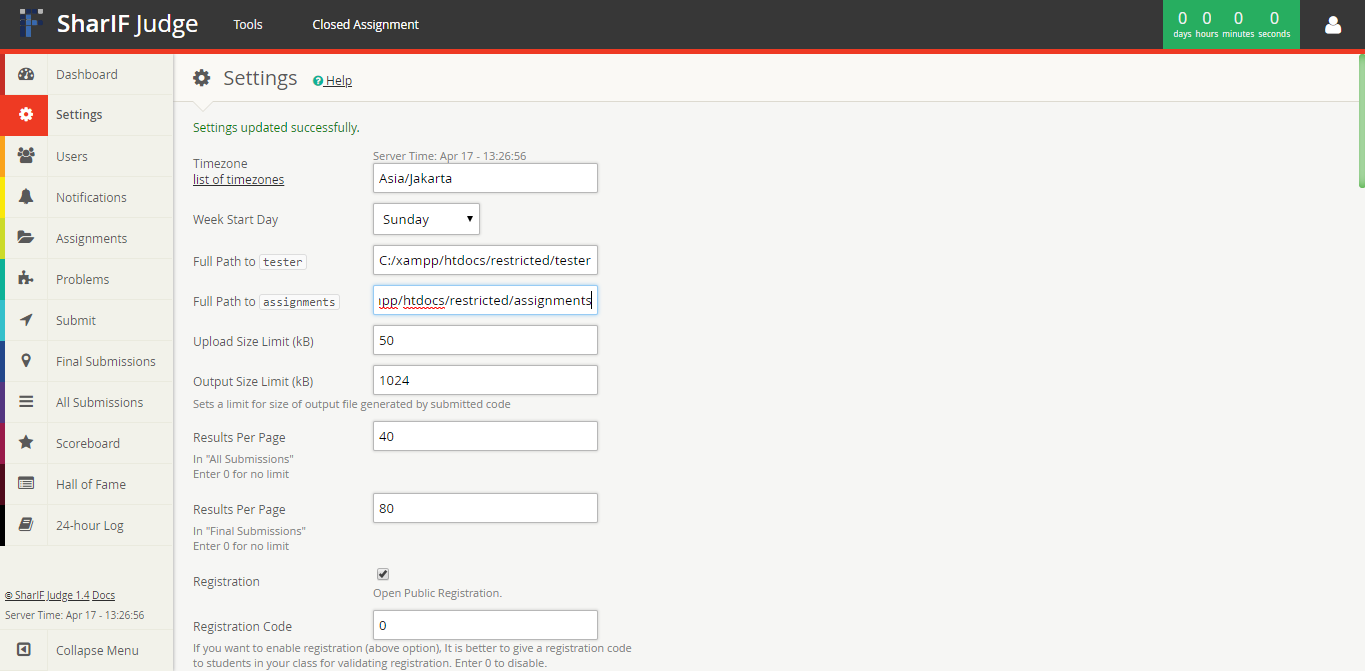 SharIF Judge
Tools
Closed Assignment
0 0 0 0
days hours minutes seconds
Dashboard
Settings
Users
Notifications
Assignments
Problems
Submit
Final Submissions
All Submissions
Scoreboard
Hall of Fame
24-hour Log
© SharIF Judge 1.4 Docs
Server Time: Apr 17 - 13:26:56
Collapse Menu
Settings
Help
Settings updated successfully.
Server Time: Apr 17 - 13:26:56
Timezone
list of timezones
Asia/Jakarta
Week Start Day
Sunday
Full Path to tester
C:/xampp/htdocs/restricted/tester
Full Path to assignments
pp/htdocs/restricted/assignments
Upload Size Limit (kB)
50
Output Size Limit (kB)
1024
Sets a limit for size of output file generated by submitted code
Results Per Page
40
In "All Submissions"
Enter 0 for no limit
Results Per Page
80
In "Final Submissions"
Enter 0 for no limit
Registration
Open Public Registration.
Registration Code
0
If you want to enable registration (above option), It is better to give a registration code
to students in your class for validating registration. Enter 0 to disable.